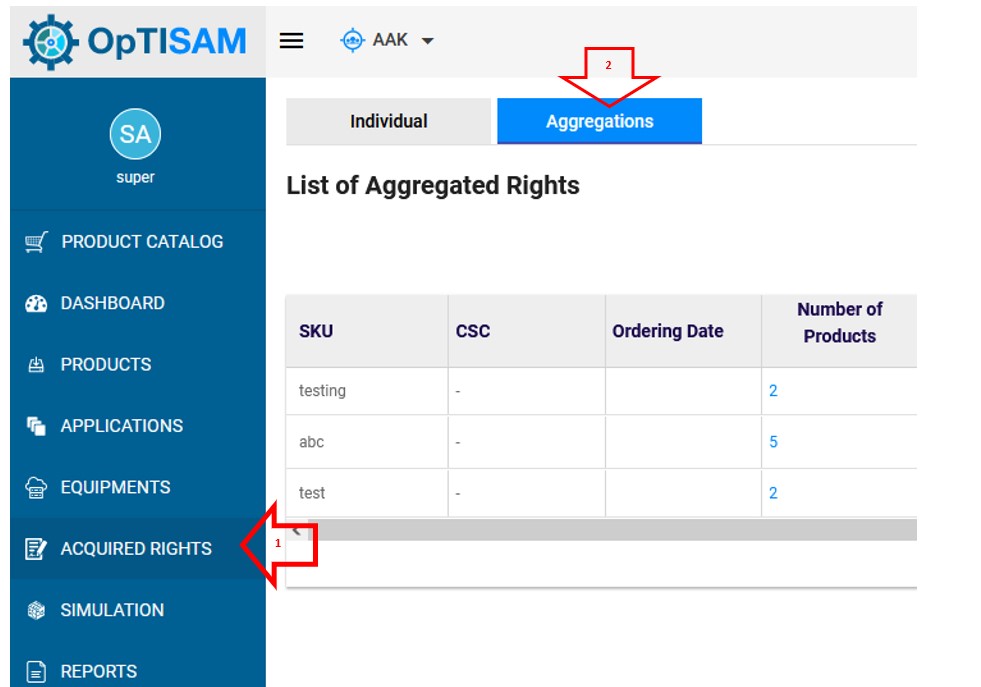 OpTISAM
AAK
2
Individual
Aggregations
SA
super
List of Aggregated Rights
PRODUCT CATALOG
DASHBOARD
PRODUCTS
APPLICATIONS
EQUIPMENTS
ACQUIRED RIGHTS
1
SIMULATION
REPORTS
SKU CSC Ordering Date Number of
Products
testing - 2
abc - 5
test - 2